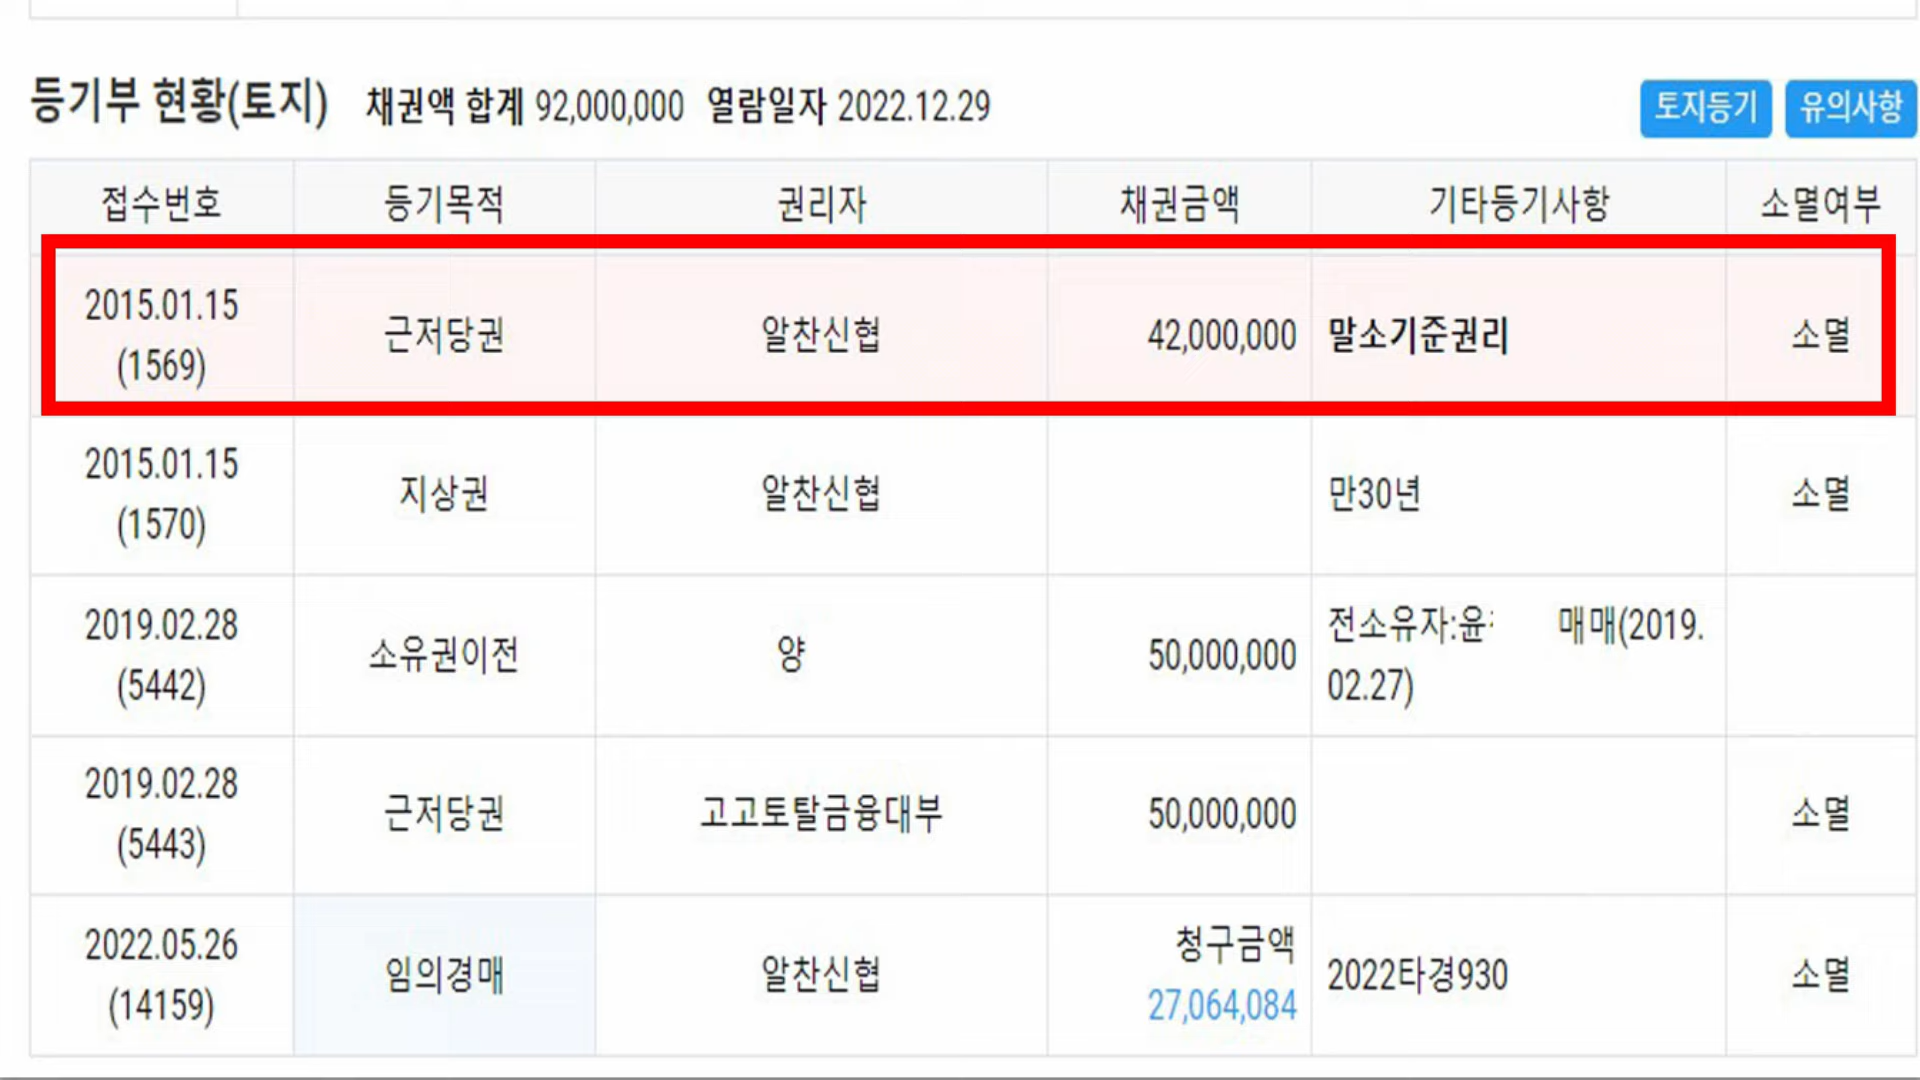 등기부 현황(토지) 채권액 합계 92,000,000 열람일자 2022.12.29 토지등기 유의사항
접수번호 등기목적 권리자 채권금액 기타등기사항 소멸여부
2015.01.15
(1569) 근저당권 알찬신협 42,000,000 말소기준권리 소멸
2015.01.15
(1570) 지상권 알찬신협 만30년 소멸
2019.02.28
(5442) 소유권이전 양 50,000,000 전소유자:윤 매매(2019.
02.27)
2019.02.28
(5443) 근저당권 고고토탈금융대부 50,000,000 소멸
2022.05.26
(14159) 임의경매 알찬신협 청구금액
27,064,084 2022타경930 소멸